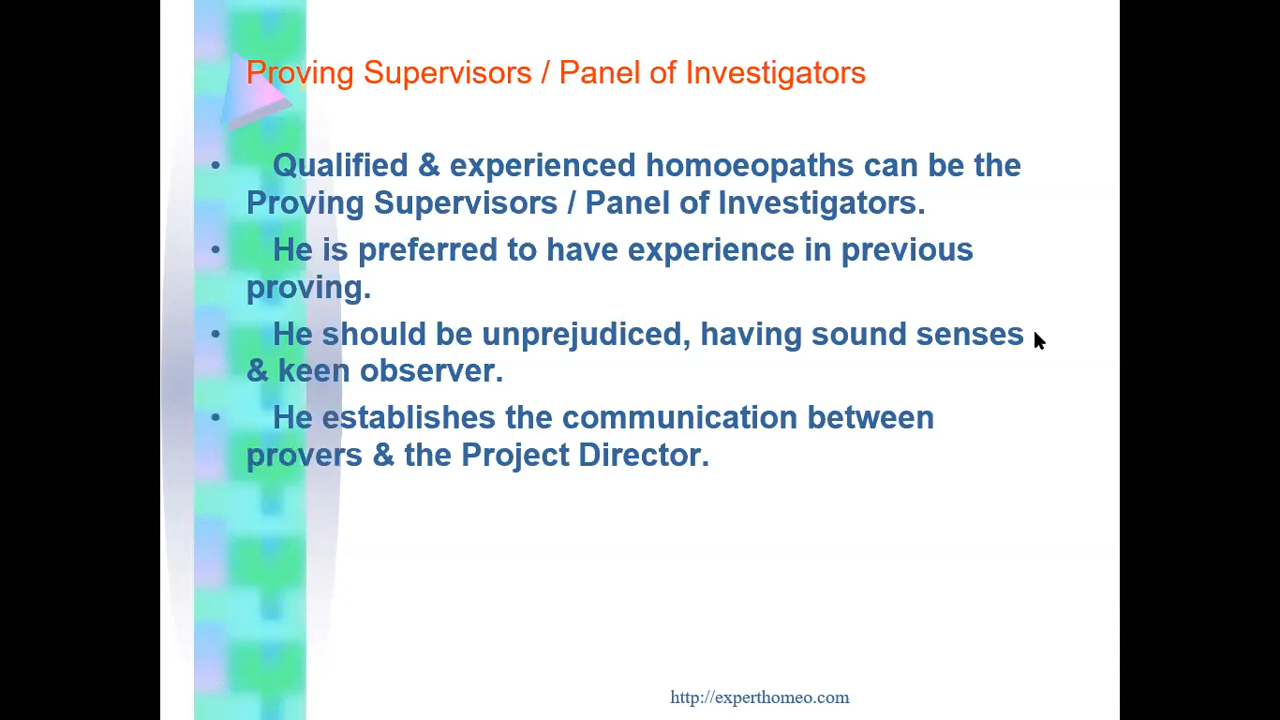 Proving Supervisors / Panel of Investigators
• Qualified & experienced homoeopaths can be the
Proving Supervisors / Panel of Investigators.
• He is preferred to have experience in previous
proving.
• He should be unprejudiced, having sound senses
& keen observer.
• He establishes the communication between
provers & the Project Director.
http://experthomeo.com